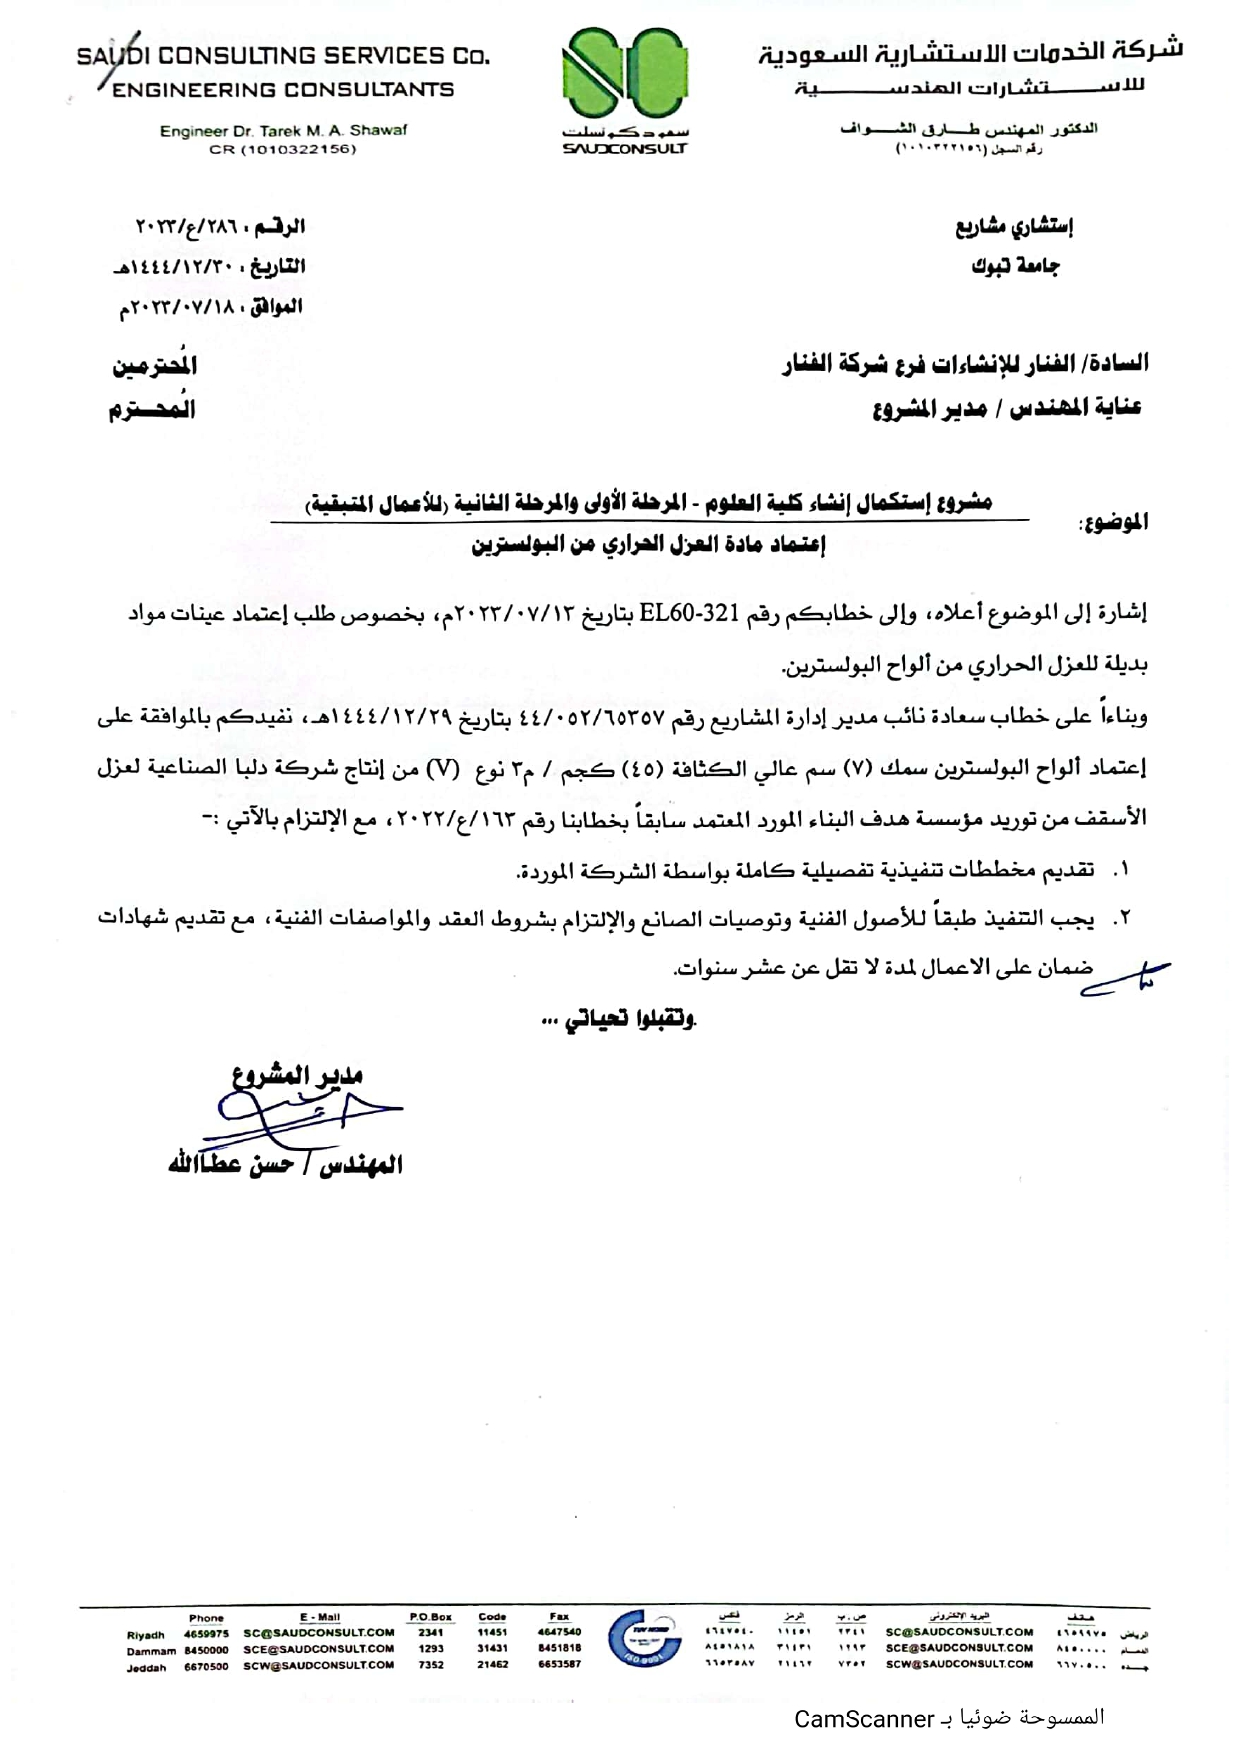 SAUDI CONSULTING SERVICES Co.
ENGINEERING CONSULTANTS
Engineer Dr. Tarek M. A. Shawaf
CR (1010322156)
سعودكونسلت
SAUDCONSULT
شركة الخدمات الاستشارية السعودية
للاستشارات الهندسية
الدكتور المهندس طارق الشواف
رقم السجل (١٠١٠٣٢٢١٥٦)
إستشاري مشاريع
جامعة تبوك
الرقم : ٢٨٦/ع/٢٠٢٣
التاريخ : ١٤٤٤/١٢/٣٠هـ
الموافق : ٢٠٢٣/٠٧/١٨م
السادة/ الفنار للإنشاءات فرع شركة الفنار المُحترمين
عناية المهندس / مدير المشروع المُحترم
الموضوع: مشروع إستكمال إنشاء كلية العلوم - المرحلة الأولى والمرحلة الثانية (للأعمال المتبقية)
إعتماد مادة العزل الحراري من البولسترين
إشارة إلى الموضوع أعلاه، وإلى خطابكم رقم EL60-321 بتاريخ ٢٠٢٣/٠٧/١٣م، بخصوص طلب إعتماد عينات مواد
بديلة للعزل الحراري من ألواح البولسترين.
وبناءاً على خطاب سعادة نائب مدير إدارة المشاريع رقم ٤٤/٠٥٢/٦٥٣٥٧ بتاريخ ١٤٤٤/١٢/٢٩هـ، نفيدكم بالموافقة على
إعتماد ألواح البولسترين سمك (٧) سم عالي الكثافة (٤٥) كجم / م٣ نوع (V) من إنتاج شركة دلبا الصناعية لعزل
الأسقف من توريد مؤسسة هدف البناء المورد المعتمد سابقاً بخطابنا رقم ١٦٣/ع/٢٠٢٢، مع الإلتزام بالآتي :-
١. تقديم مخططات تنفيذية تفصيلية كاملة بواسطة الشركة الموردة.
٢. يجب التنفيذ طبقاً للأصول الفنية وتوصيات الصانع والإلتزام بشروط العقد والمواصفات الفنية، مع تقديم شهادات
ضمان على الاعمال لمدة لا تقل عن عشر سنوات.
وتقبلوا تحياتي ...
مدير المشروع
المهندس / حسن عطاالله
Phone E - Mail P.O.Box Code Fax
Riyadh 4659975 SC@SAUDCONSULT.COM 2341 11451 4647540
Dammam 8450000 SCE@SAUDCONSULT.COM 1293 31431 8451818
Jeddah 6670500 SCW@SAUDCONSULT.COM 7352 21462 6653587
TUV NORD
ISO 9001
هاتف البريد الإلكتروني ص.ب الرمز فاكس
الرياض ٤٦٥٩٩٧٥ SC@SAUDCONSULT.COM ٢٣٤١ ١١٤٥١ ٤٦٤٧٥٤٠
الدمام ٨٤٥٠٠٠٠ SCE@SAUDCONSULT.COM ١٢٩٣ ٣١٤٣١ ٨٤٥١٨١٨
جدة ٦٦٧٠٥٠٠ SCW@SAUDCONSULT.COM ٧٣٥٢ ٢١٤٦٢ ٦٦٥٣٥٨٧
الممسوحة ضوئيا بـ CamScanner